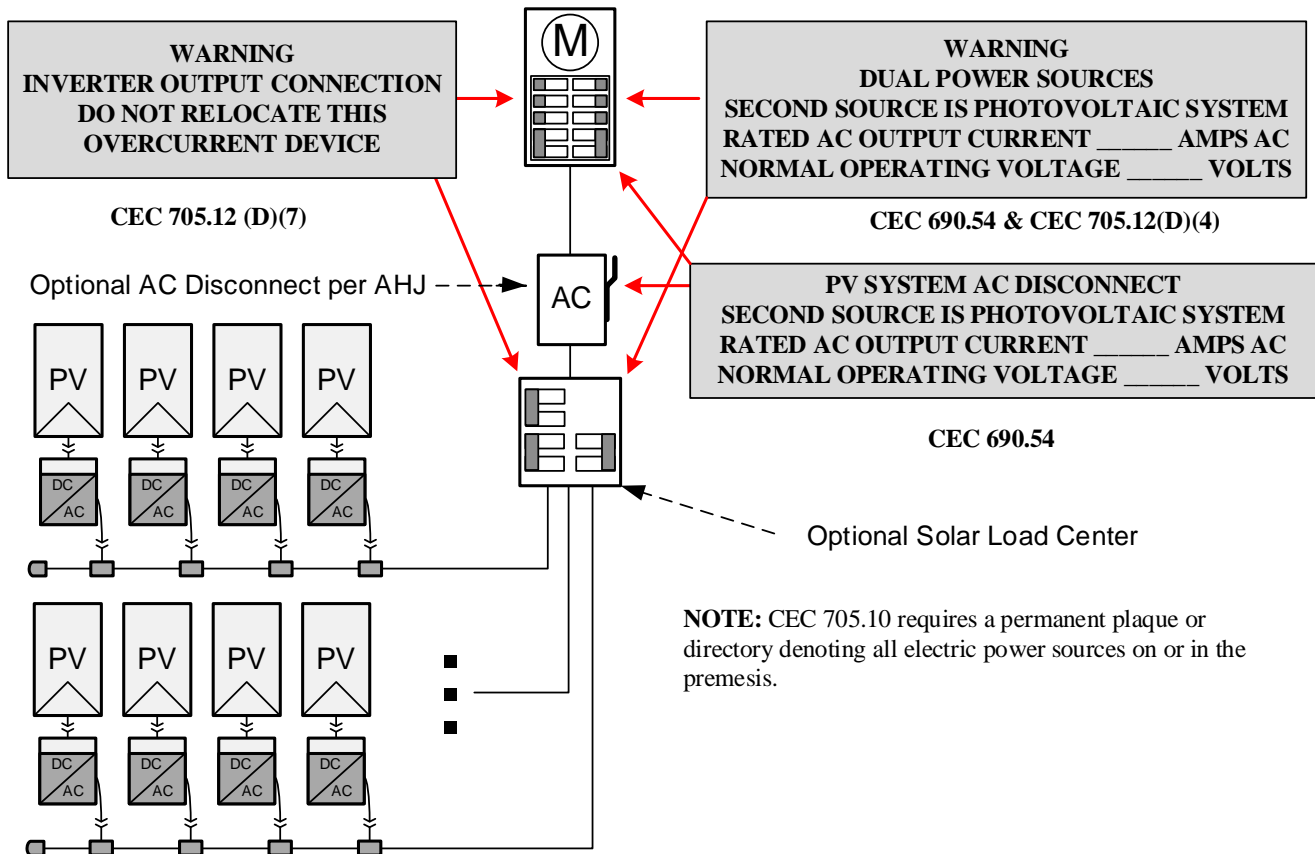 WARNING
INVERTER OUTPUT CONNECTION
DO NOT RELOCATE THIS
OVERCURRENT DEVICE
CEC 705.12 (D)(7)
M
WARNING
DUAL POWER SOURCES
SECOND SOURCE IS PHOTOVOLTAIC SYSTEM
RATED AC OUTPUT CURRENT ______ AMPS AC
NORMAL OPERATING VOLTAGE ______ VOLTS
CEC 690.54 & CEC 705.12(D)(4)
Optional AC Disconnect per AHJ
AC
PV SYSTEM AC DISCONNECT
SECOND SOURCE IS PHOTOVOLTAIC SYSTEM
RATED AC OUTPUT CURRENT ______ AMPS AC
NORMAL OPERATING VOLTAGE ______ VOLTS
CEC 690.54
PV PV PV PV
DC DC DC DC
AC AC AC AC
Optional Solar Load Center
NOTE: CEC 705.10 requires a permanent plaque or
directory denoting all electric power sources on or in the
premesis.
PV PV PV PV
DC DC DC DC
AC AC AC AC